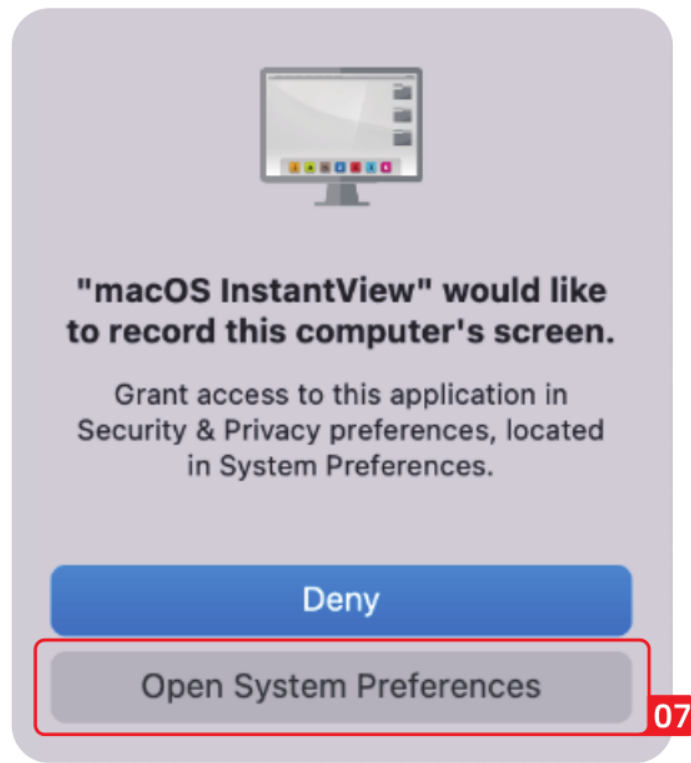 "macOS InstantView" would like
to record this computer's screen.
Grant access to this application in
Security & Privacy preferences, located
in System Preferences.
Deny
Open System Preferences
07